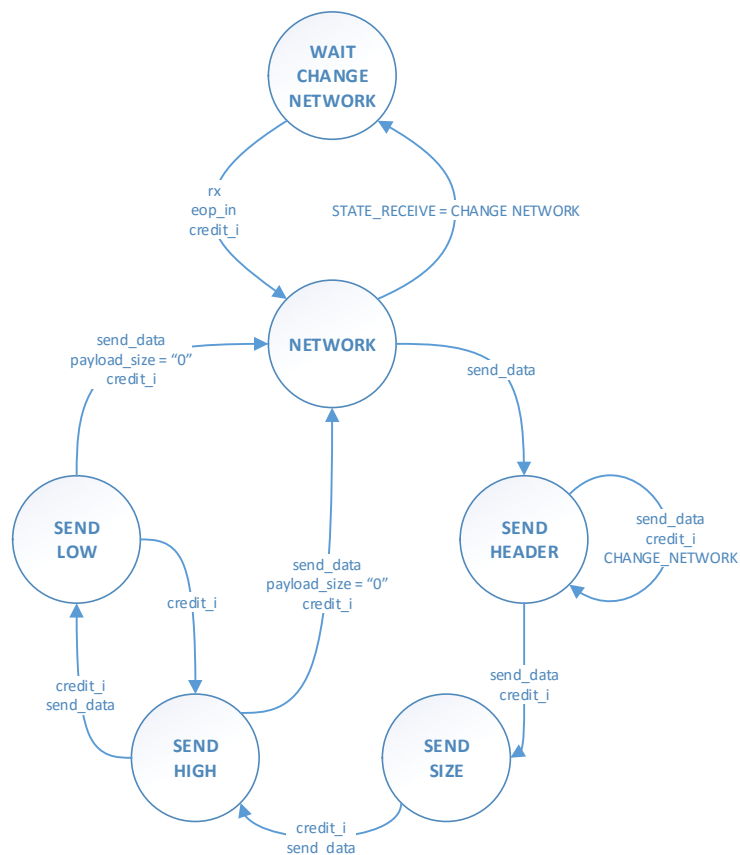 WAIT
CHANGE
NETWORK
rx
eop_in
credit_i
STATE_RECEIVE = CHANGE NETWORK
NETWORK
send_data
payload_size = “0”
credit_i
send_data
SEND
LOW
SEND
HEADER
send_data
credit_i
CHANGE_NETWORK
send_data
payload_size = “0”
credit_i
credit_i
credit_i
send_data
send_data
credit_i
SEND
HIGH
SEND
SIZE
credit_i
send_data